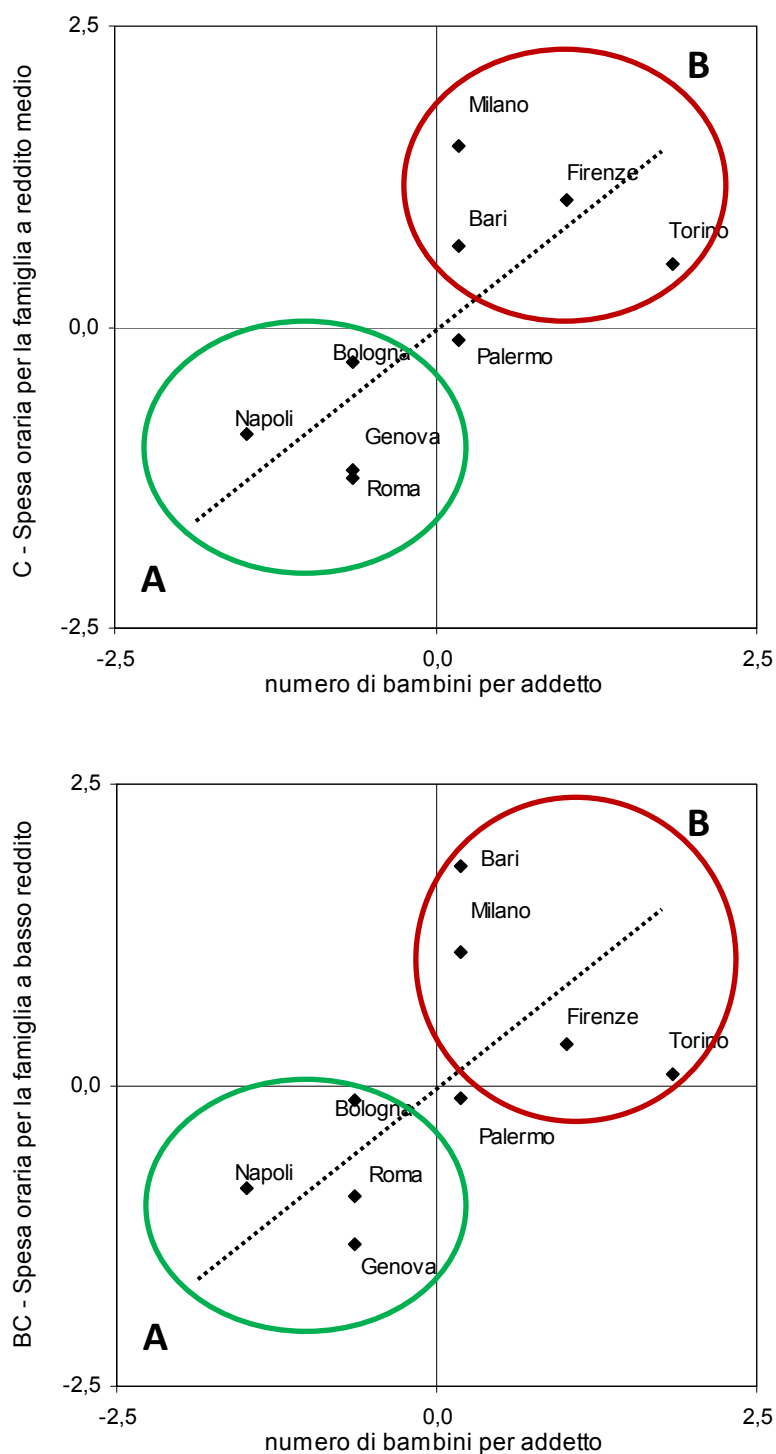 2,5
B
Milano
Firenze
Bari
Torino
C - Spesa oraria per la famiglia a reddito medio
0,0
Bologna
Palermo
Napoli
Genova
Roma
A
-2,5
-2,5
0,0
2,5
numero di bambini per addetto
2,5
B
Bari
Milano
Firenze
Torino
BC - Spesa oraria per la famiglia a basso reddito
0,0
Bologna
Palermo
Napoli
Roma
Genova
A
-2,5
-2,5
0,0
2,5
numero di bambini per addetto